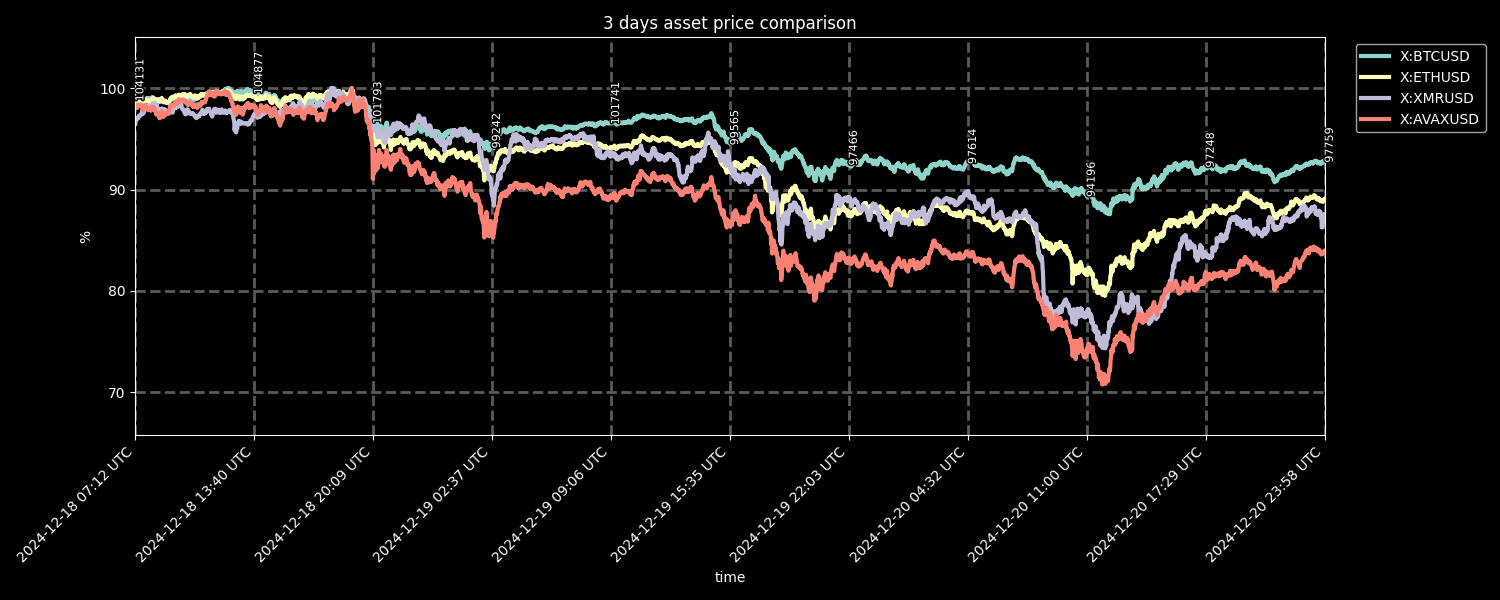 3 days asset price comparison
X:BTCUSD
X:ETHUSD
X:XMRUSD
X:AVAXUSD
104131
104877
101793
99242
101741
99565
97466
97614
94196
97248
97759
100
90
80
70
%
2024-12-18 07:12 UTC
2024-12-18 13:40 UTC
2024-12-18 20:09 UTC
2024-12-19 02:37 UTC
2024-12-19 09:06 UTC
2024-12-19 15:35 UTC
2024-12-19 22:03 UTC
2024-12-20 04:32 UTC
2024-12-20 11:00 UTC
2024-12-20 17:29 UTC
2024-12-20 23:58 UTC
time